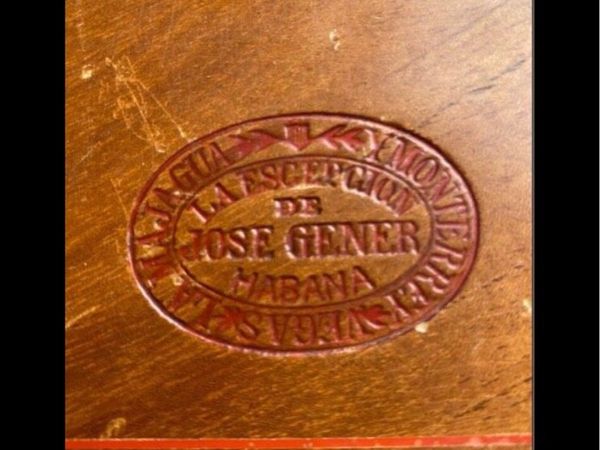 VEGAS LA MAJAGUA Y MONTERREY
LA ESCEPCION
DE
JOSE GENER
HABANA